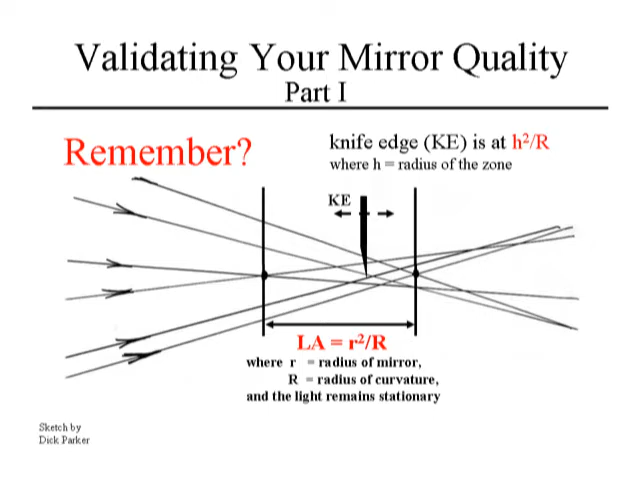 Validating Your Mirror Quality
Part I
Remember?
knife edge (KE) is at h²/R
where h = radius of the zone
KE
LA = r²/R
where r = radius of mirror,
R = radius of curvature,
and the light remains stationary
Sketch by
Dick Parker